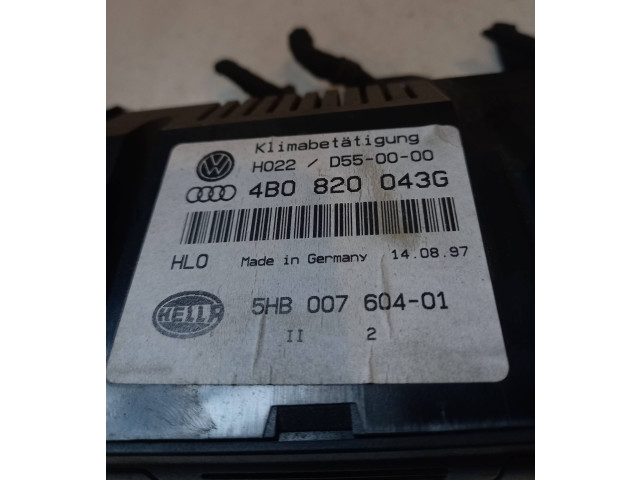 Klimabetätigung
H022 / D55-00-00
4B0 820 043G
HLO Made in Germany 14.08.97
HELLA 5HB 007 604-01
II 2